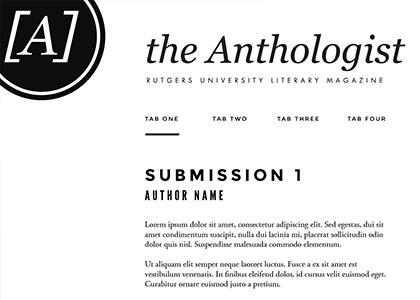 [A]
the Anthologist
RUTGERS UNIVERSITY LITERARY MAGAZINE
TAB ONE TAB TWO TAB THREE TAB FOUR
SUBMISSION 1
AUTHOR NAME
Lorem ipsum dolor sit amet, consectetur adipiscing elit. Sed egestas, dui sit
amet condimentum suscipit, nulla dui lacinia mi, placerat sollicitudin odio
dolor quis nisl. Suspendisse malesuada commodo elementum.
Ut aliquam elit semper neque laoreet luctus. Fusce a ex sit amet est
vestibulum venenatis. In finibus eleifend dolor, id cursus velit euismod eget.
Curabitur ornare euismod justo a pretium.